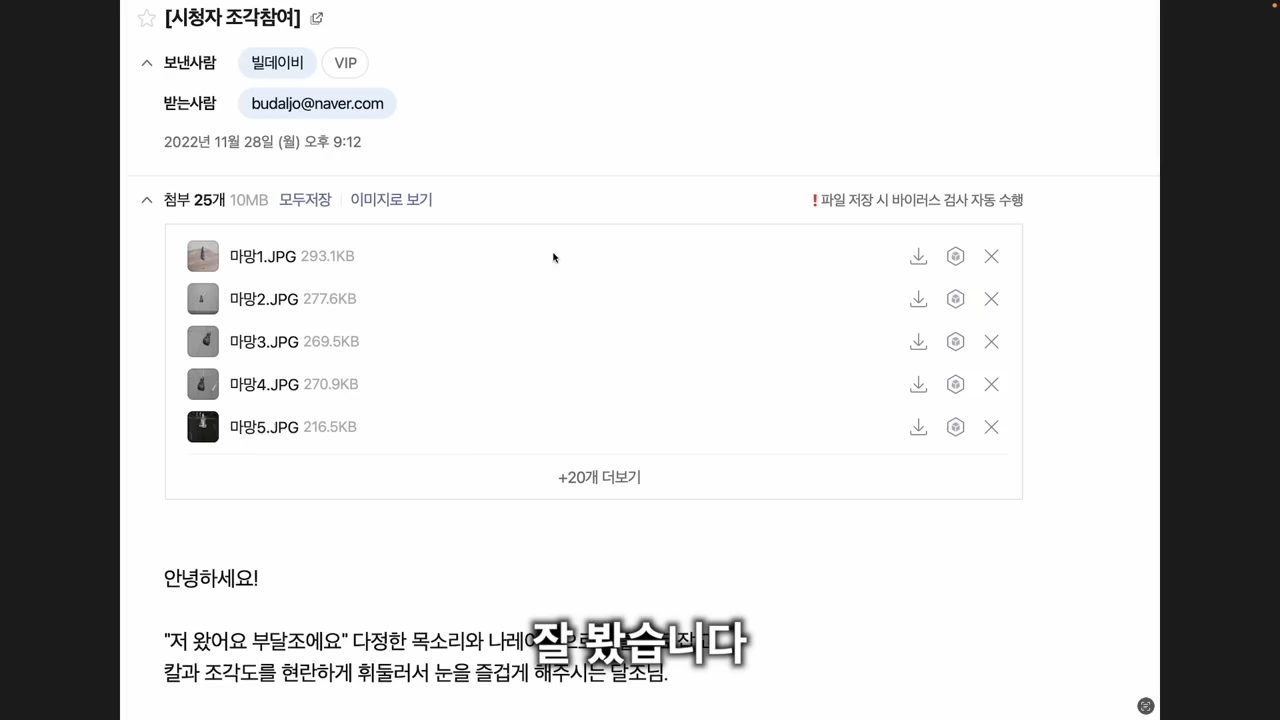 [시청자 조각참여]
보낸사람 빌데이비 VIP
받는사람 budaljo@naver.com
2022년 11월 28일 (월) 오후 9:12
첨부 25개 10MB 모두저장 이미지로 보기 ! 파일 저장 시 바이러스 검사 자동 수행
마망1.JPG 293.1KB
마망2.JPG 277.6KB
마망3.JPG 269.5KB
마망4.JPG 270.9KB
마망5.JPG 216.5KB
+20개 더보기
안녕하세요!
"저 왔어요 부달조에요" 다정한 목소리와
잘 봤습니다
칼과 조각도를 현란하게 휘둘러서 눈을 즐겁게 해주시는 달조님.